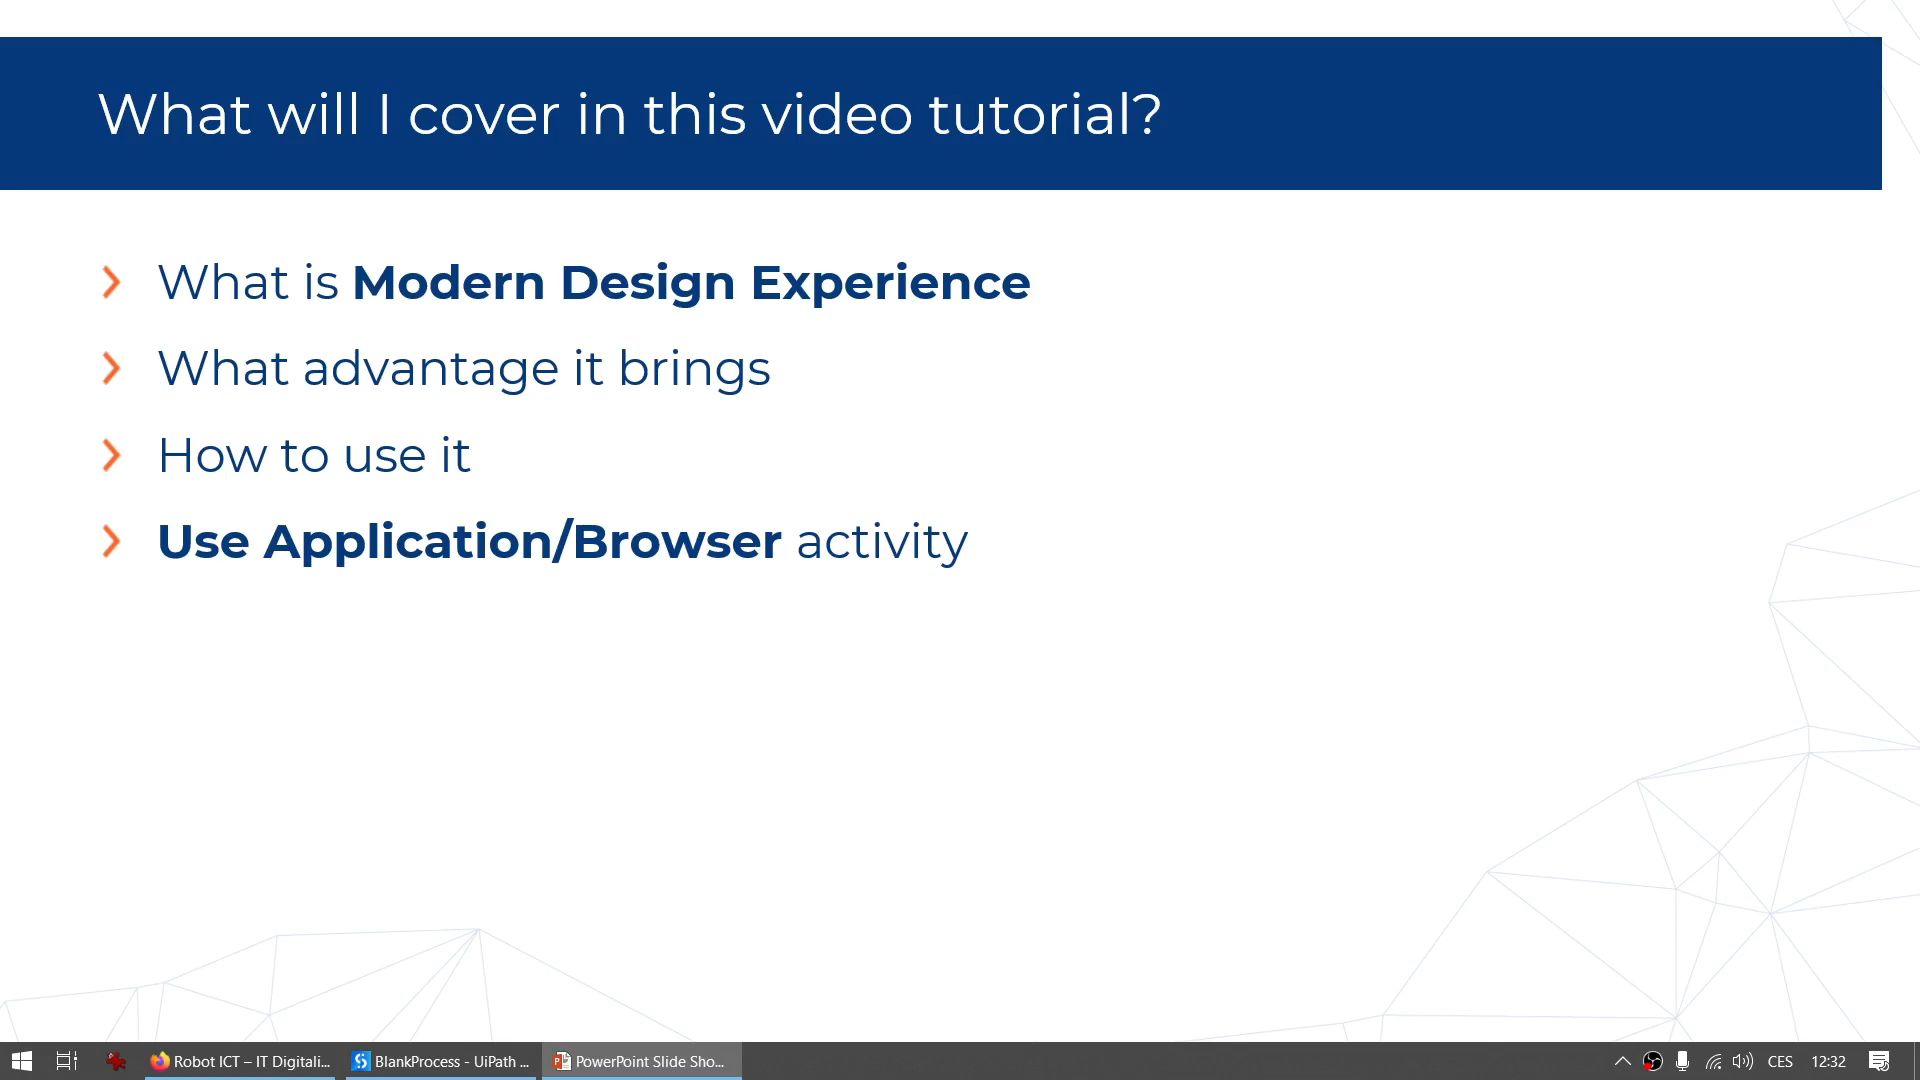 What will I cover in this video tutorial?
What is Modern Design Experience
What advantage it brings
How to use it
Use Application/Browser activity
Robot ICT – IT Digitali...
BlankProcess - UiPath ...
PowerPoint Slide Sho...
CES
12:32